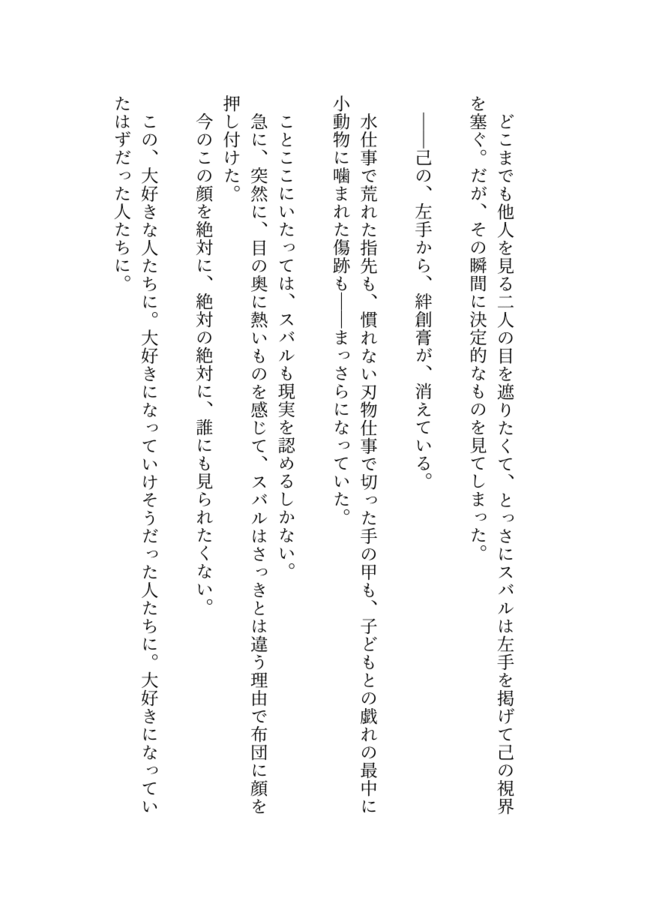 どこまでも他人を見る二人の目を遮りたくて、とっさにスバルは左手を掲げて己の視界
を塞ぐ。だが、その瞬間に決定的なものを見てしまった。
　――己の、左手から、絆創膏が、消えている。
　水仕事で荒れた指先も、慣れない刃物仕事で切った手の甲も、子どもとの戯れの最中に
小動物に噛まれた傷跡も――まっさらになっていた。
　ことここにいたっては、スバルも現実を認めるしかない。
　急に、突然に、目の奥に熱いものを感じて、スバルはさっきとは違う理由で布団に顔を
押し付けた。
　今のこの顔を絶対に、絶対の絶対に、誰にも見られたくない。
　この、大好きな人たちに。大好きになっていけそうだった人たちに。大好きになってい
たはずだった人たちに。